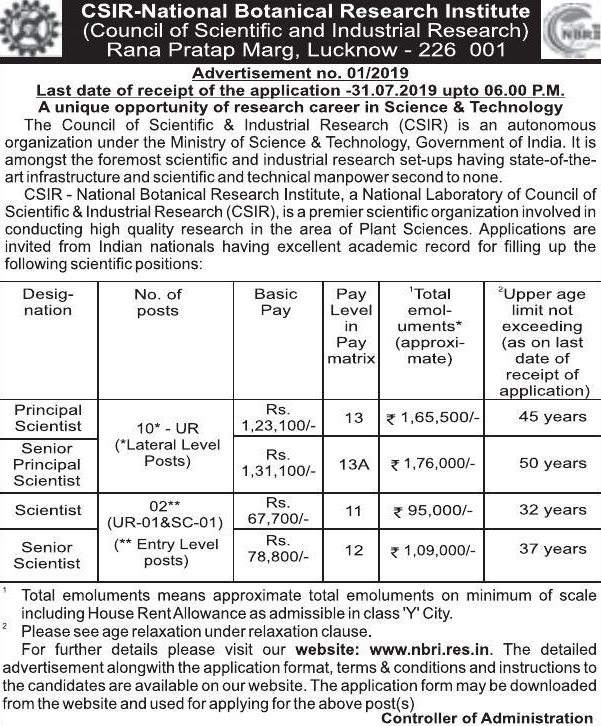 CSIR-National Botanical Research Institute
(Council of Scientific and Industrial Research)
Rana Pratap Marg, Lucknow - 226 001
NBRI
Advertisement no. 01/2019
Last date of receipt of the application -31.07.2019 upto 06.00 P.M.
A unique opportunity of research career in Science & Technology
The Council of Scientific & Industrial Research (CSIR) is an autonomous
organization under the Ministry of Science & Technology, Government of India. It is
amongst the foremost scientific and industrial research set-ups having state-of-the-
art infrastructure and scientific and technical manpower second to none.
CSIR - National Botanical Research Institute, a National Laboratory of Council of
Scientific & Industrial Research (CSIR), is a premier scientific organization involved in
conducting high quality research in the area of Plant Sciences. Applications are
invited from Indian nationals having excellent academic record for filling up the
following scientific positions:
Desig-
nation
No. of
posts
Basic
Pay
Pay
Level
in
Pay
matrix
¹Total
emol-
uments*
(approxi-
mate)
²Upper age
limit not
exceeding
(as on last
date of
receipt of
application)
Principal
Scientist
10* - UR
(*Lateral Level
Posts)
Rs.
1,23,100/-
13
₹ 1,65,500/-
45 years
Senior
Principal
Scientist
Rs.
1,31,100/-
13A
₹ 1,76,000/-
50 years
Scientist
02**
(UR-01&SC-01)
(** Entry Level
posts)
Rs.
67,700/-
11
₹ 95,000/-
32 years
Senior
Scientist
Rs.
78,800/-
12
₹ 1,09,000/-
37 years
¹ Total emoluments means approximate total emoluments on minimum of scale
including House Rent Allowance as admissible in class 'Y' City.
² Please see age relaxation under relaxation clause.
For further details please visit our website: www.nbri.res.in. The detailed
advertisement alongwith the application format, terms & conditions and instructions to
the candidates are available on our website. The application form may be downloaded
from the website and used for applying for the above post(s)
Controller of Administration